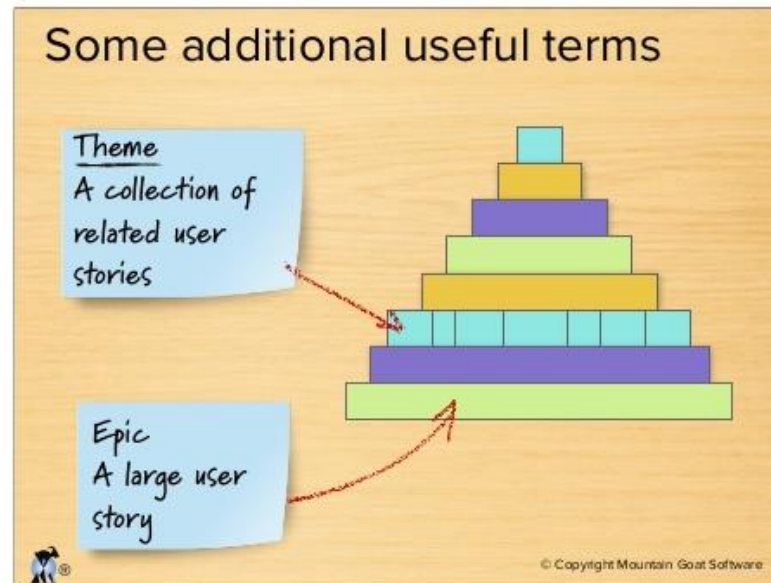 Some additional useful terms
Theme
A collection of
related user
stories
Epic
A large user
story
®
© Copyright Mountain Goat Software